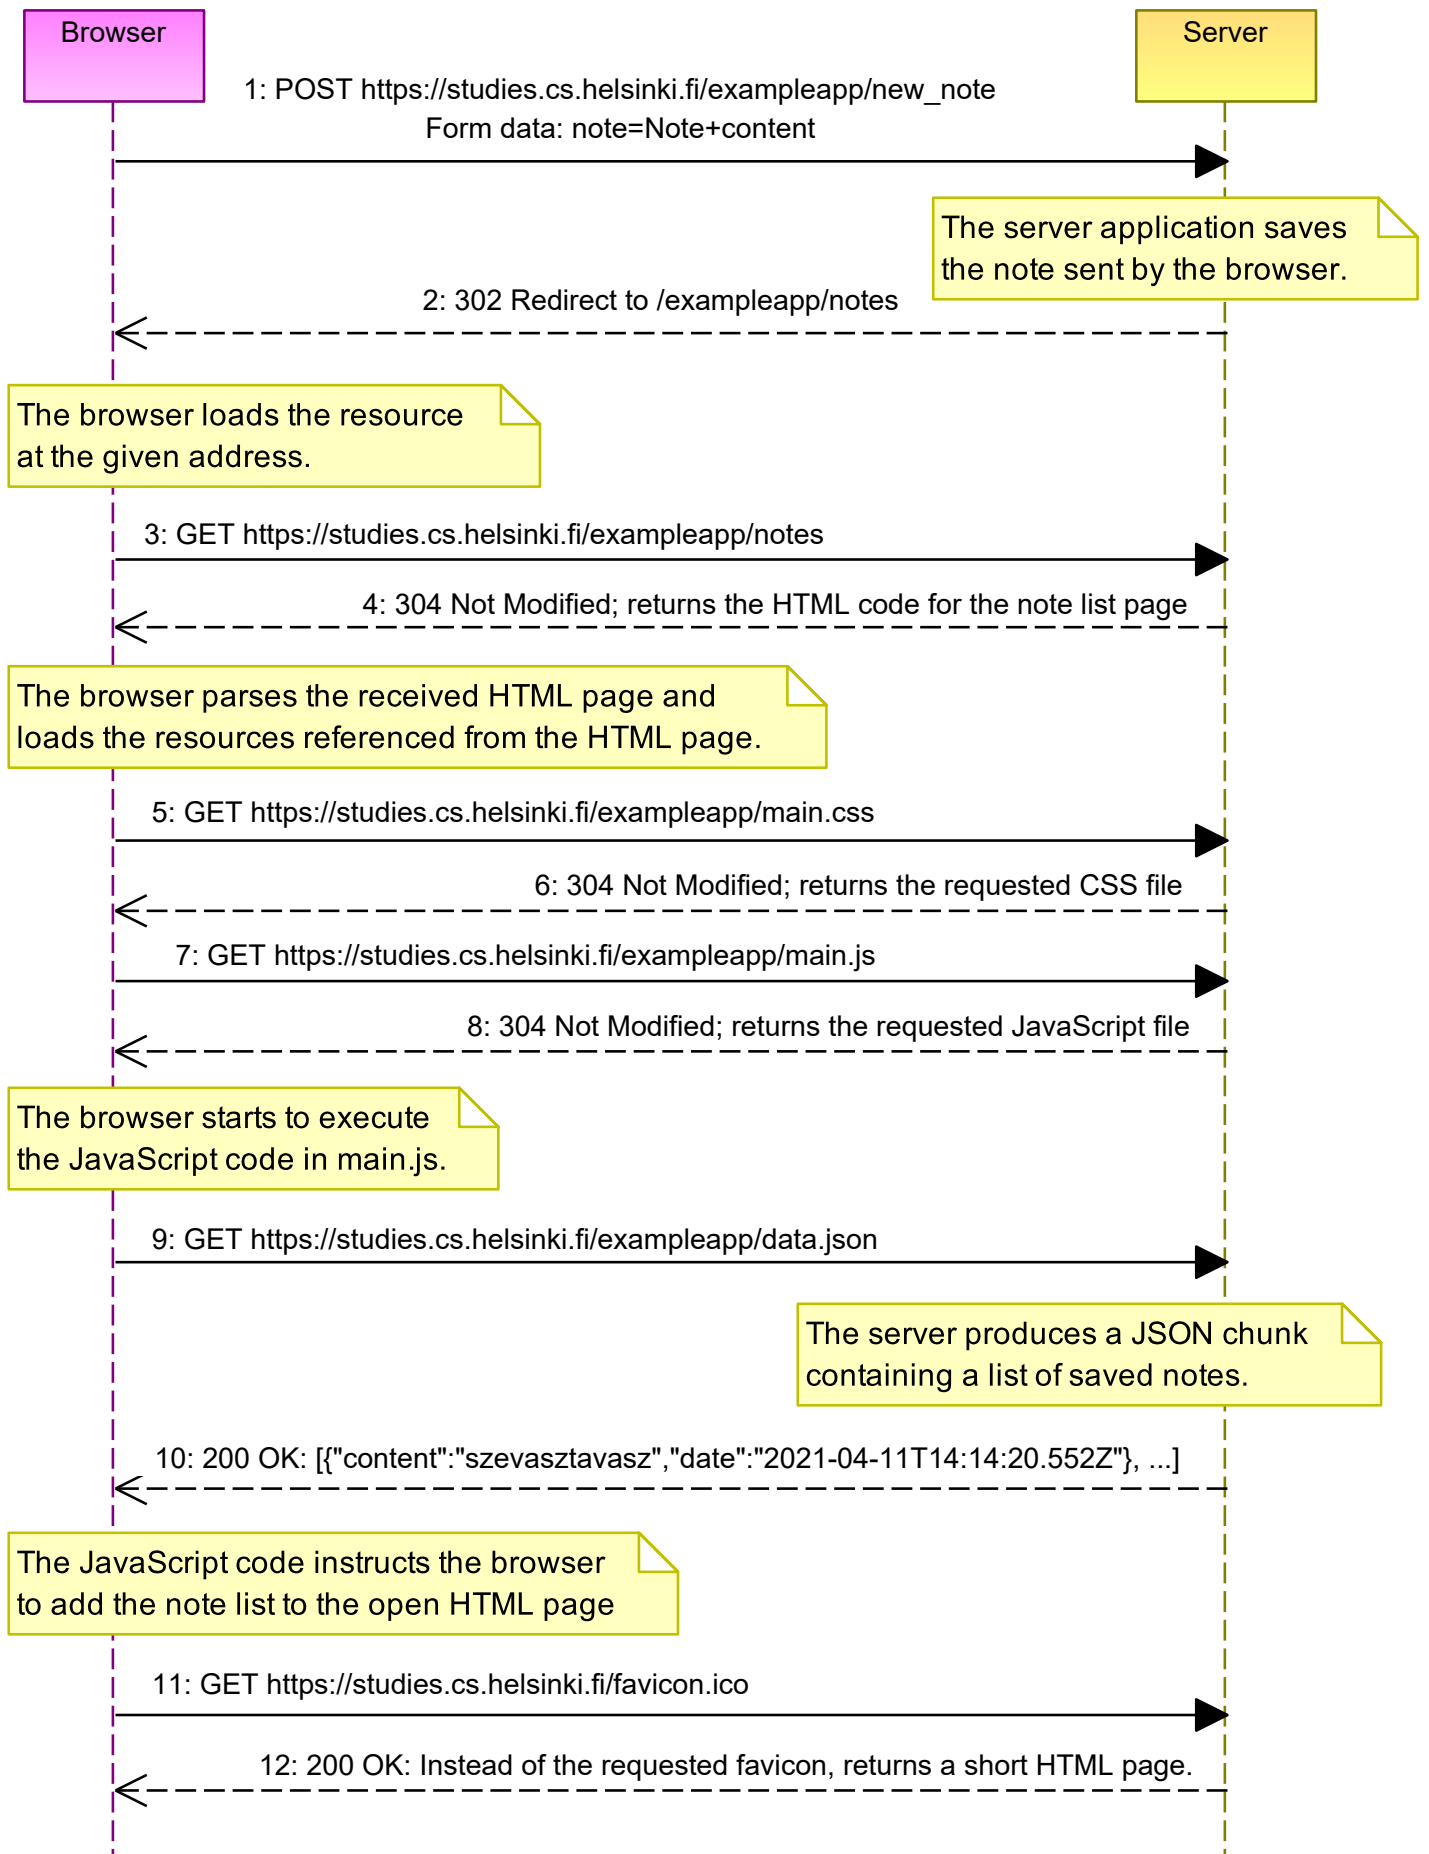 Browser
Server
1: POST https://studies.cs.helsinki.fi/exampleapp/new_note
Form data: note=Note+content
The server application saves
the note sent by the browser.
2: 302 Redirect to /exampleapp/notes
The browser loads the resource
at the given address.
3: GET https://studies.cs.helsinki.fi/exampleapp/notes
4: 304 Not Modified; returns the HTML code for the note list page
The browser parses the received HTML page and
loads the resources referenced from the HTML page.
5: GET https://studies.cs.helsinki.fi/exampleapp/main.css
6: 304 Not Modified; returns the requested CSS file
7: GET https://studies.cs.helsinki.fi/exampleapp/main.js
8: 304 Not Modified; returns the requested JavaScript file
The browser starts to execute
the JavaScript code in main.js.
9: GET https://studies.cs.helsinki.fi/exampleapp/data.json
The server produces a JSON chunk
containing a list of saved notes.
10: 200 OK: [{"content":"szevasztavasz","date":"2021-04-11T14:14:20.552Z"}, ...]
The JavaScript code instructs the browser
to add the note list to the open HTML page
11: GET https://studies.cs.helsinki.fi/favicon.ico
12: 200 OK: Instead of the requested favicon, returns a short HTML page.